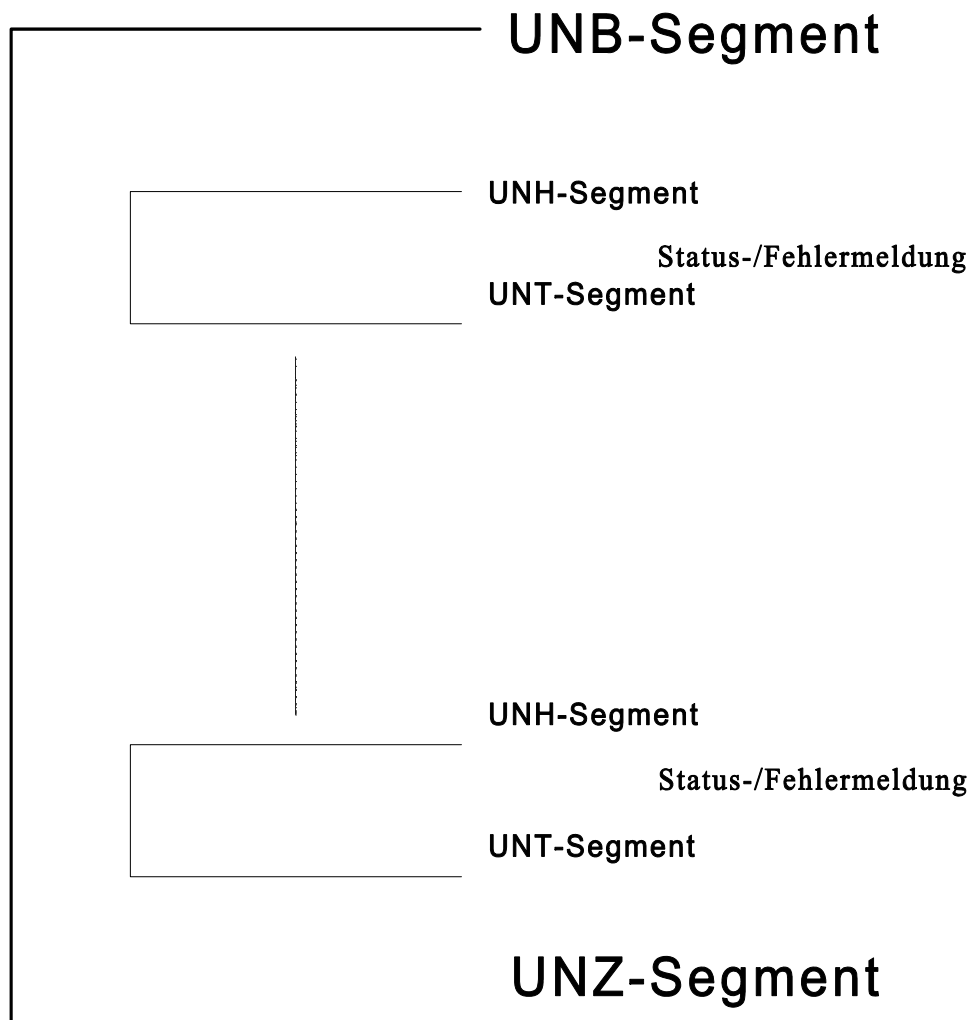 UNB-Segment
UNH-Segment
Status-/Fehlermeldung
UNT-Segment
UNH-Segment
Status-/Fehlermeldung
UNT-Segment
UNZ-Segment